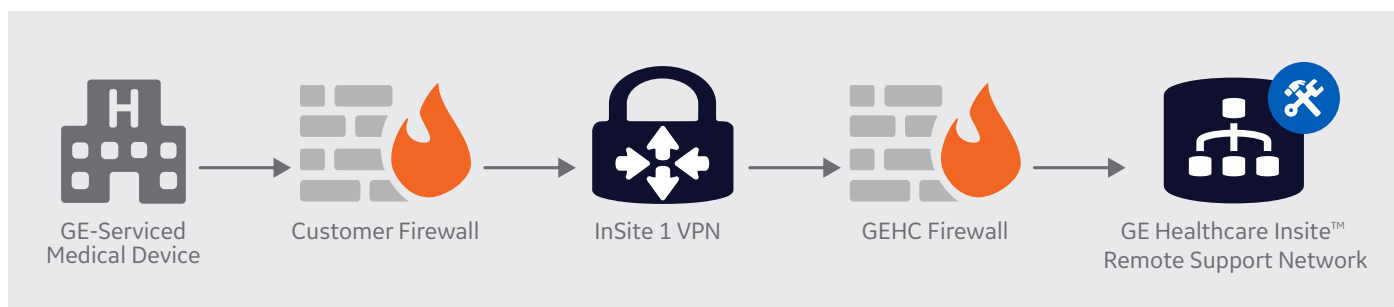 H
GE-Serviced
Medical Device
Customer Firewall
InSite 1 VPN
GEHC Firewall
GE Healthcare Insite™
Remote Support Network